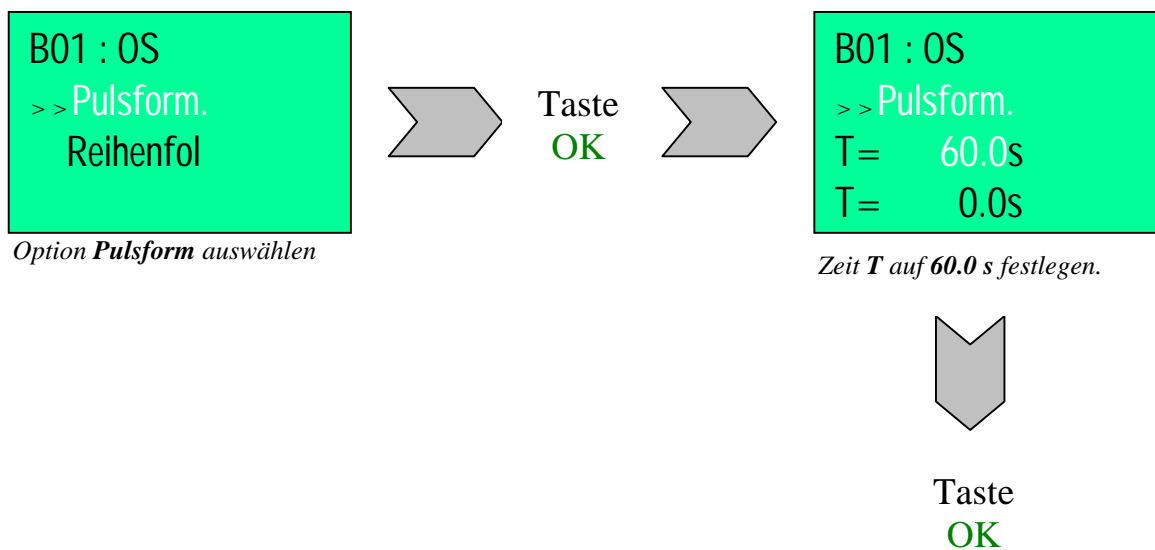 B01 : OS
>>Pulsform.
Reihenfol
Option Pulsform auswählen
Taste
OK
B01 : OS
>>Pulsform.
T= 60.0s
T= 0.0s
Zeit T auf 60.0 s festlegen.
Taste
OK